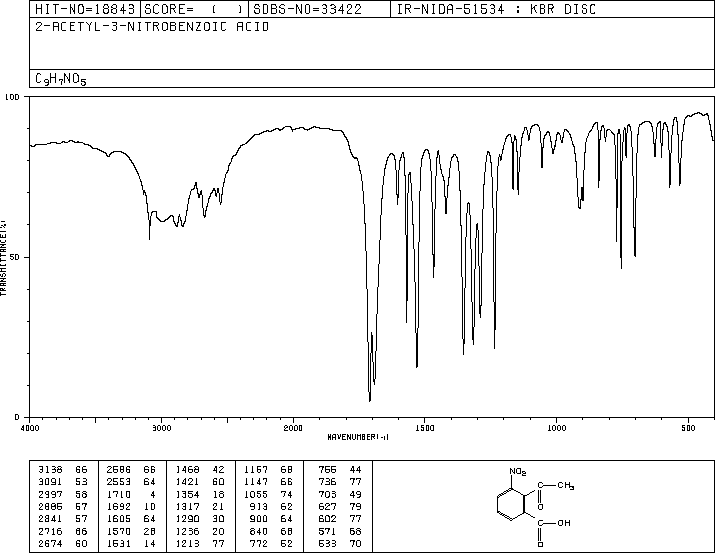 HIT-NO=18843 SCORE= ( ) SDBS-NO=33422 IR-NIDA-51534 : KBR DISC
2-ACETYL-3-NITROBENZOIC ACID
C9H7NO5
100
50
0
TRANSMITTANCE(%)
4000 3000 2000 1500 1000 500
WAVENUMBER(-1)
3138 66 2586 66 1468 42 1167 68 755 44
3091 53 2553 64 1421 60 1147 66 736 77
2997 58 1710 4 1354 18 1055 74 703 49
2885 57 1692 10 1317 21 913 62 627 79
2841 57 1605 64 1290 30 900 64 602 77
2716 66 1570 28 1236 20 840 68 571 68
2674 60 1531 14 1213 77 772 52 533 70
NO2
C CH3
O
C OH
O